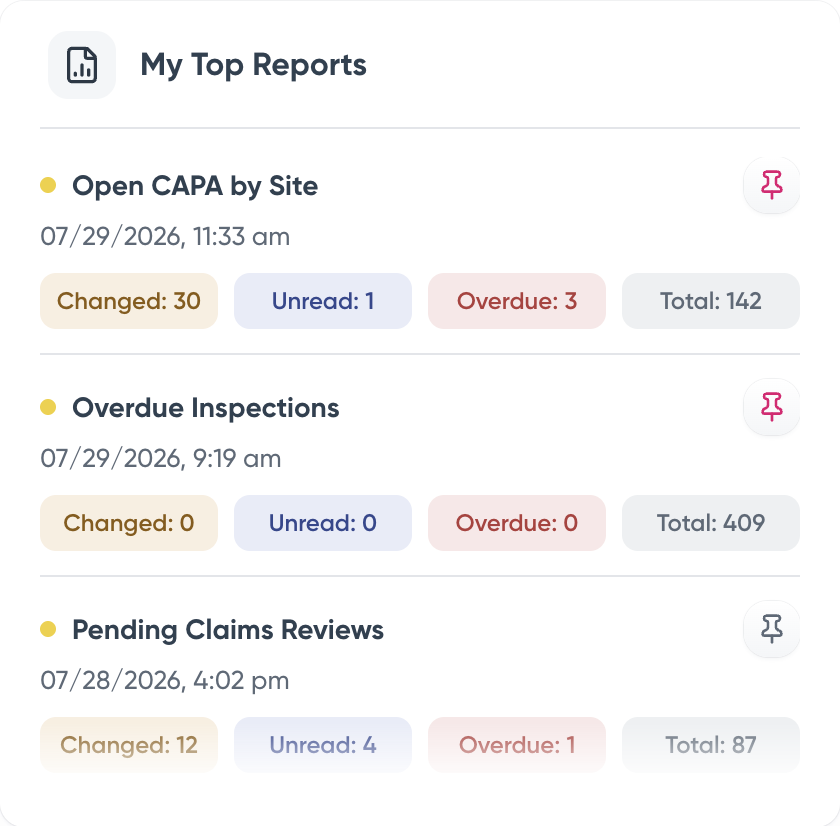 My Top Reports
Open CAPA by Site
07/29/2026, 11:33 am
Changed: 30 Unread: 1 Overdue: 3 Total: 142
Overdue Inspections
07/29/2026, 9:19 am
Changed: 0 Unread: 0 Overdue: 0 Total: 409
Pending Claims Reviews
07/28/2026, 4:02 pm
Changed: 12 Unread: 4 Overdue: 1 Total: 87